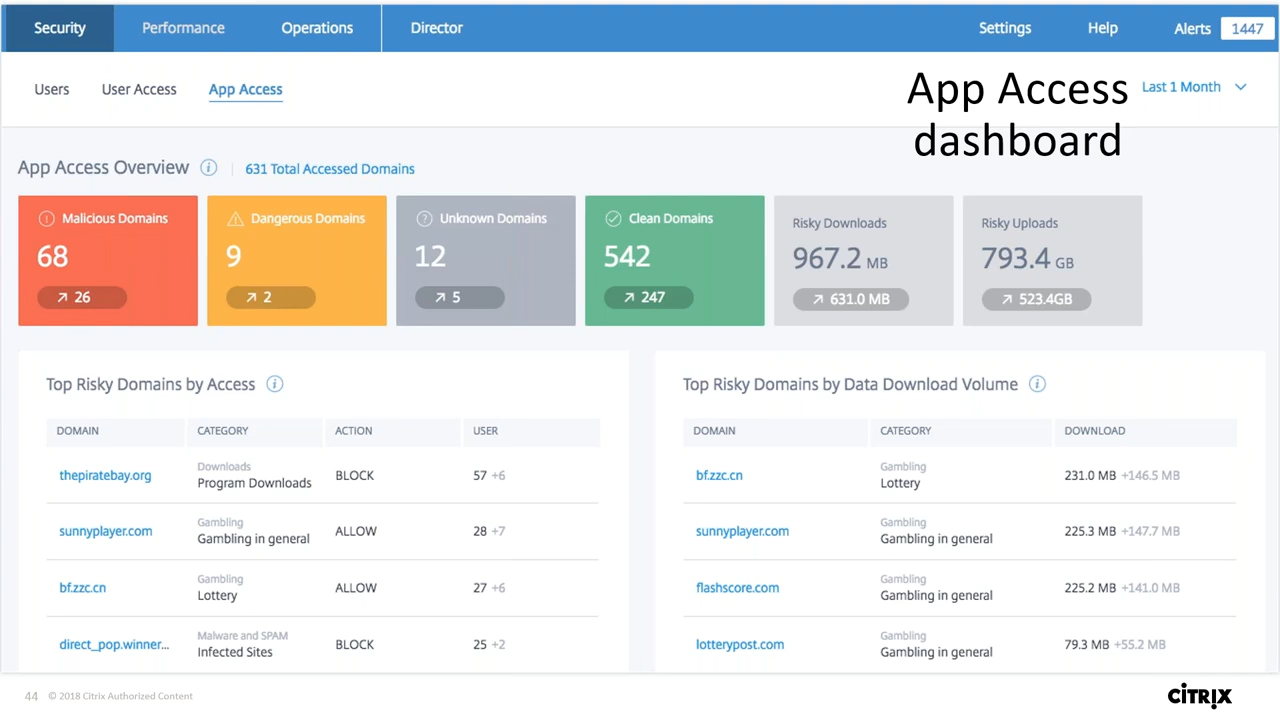 Security Performance Operations Director Settings Help Alerts 1447
Users User Access App Access
App Access
dashboard
Last 1 Month
App Access Overview 631 Total Accessed Domains
Malicious Domains
68
26
Dangerous Domains
9
2
Unknown Domains
12
5
Clean Domains
542
247
Risky Downloads
967.2 MB
631.0 MB
Risky Uploads
793.4 GB
523.4GB
Top Risky Domains by Access
DOMAIN CATEGORY ACTION USER
thepiratebay.org Downloads
Program Downloads BLOCK 57 +6
sunnyplayer.com Gambling
Gambling in general ALLOW 28 +7
bf.zzc.cn Gambling
Lottery ALLOW 27 +6
direct_pop.winner... Malware and SPAM
Infected Sites BLOCK 25 +2
Top Risky Domains by Data Download Volume
DOMAIN CATEGORY DOWNLOAD
bf.zzc.cn Gambling
Lottery 231.0 MB +146.5 MB
sunnyplayer.com Gambling
Gambling in general 225.3 MB +147.7 MB
flashscore.com Gambling
Gambling in general 225.2 MB +141.0 MB
lotterypost.com Gambling
Gambling in general 79.3 MB +55.2 MB
44 © 2018 Citrix Authorized Content
CITRIX